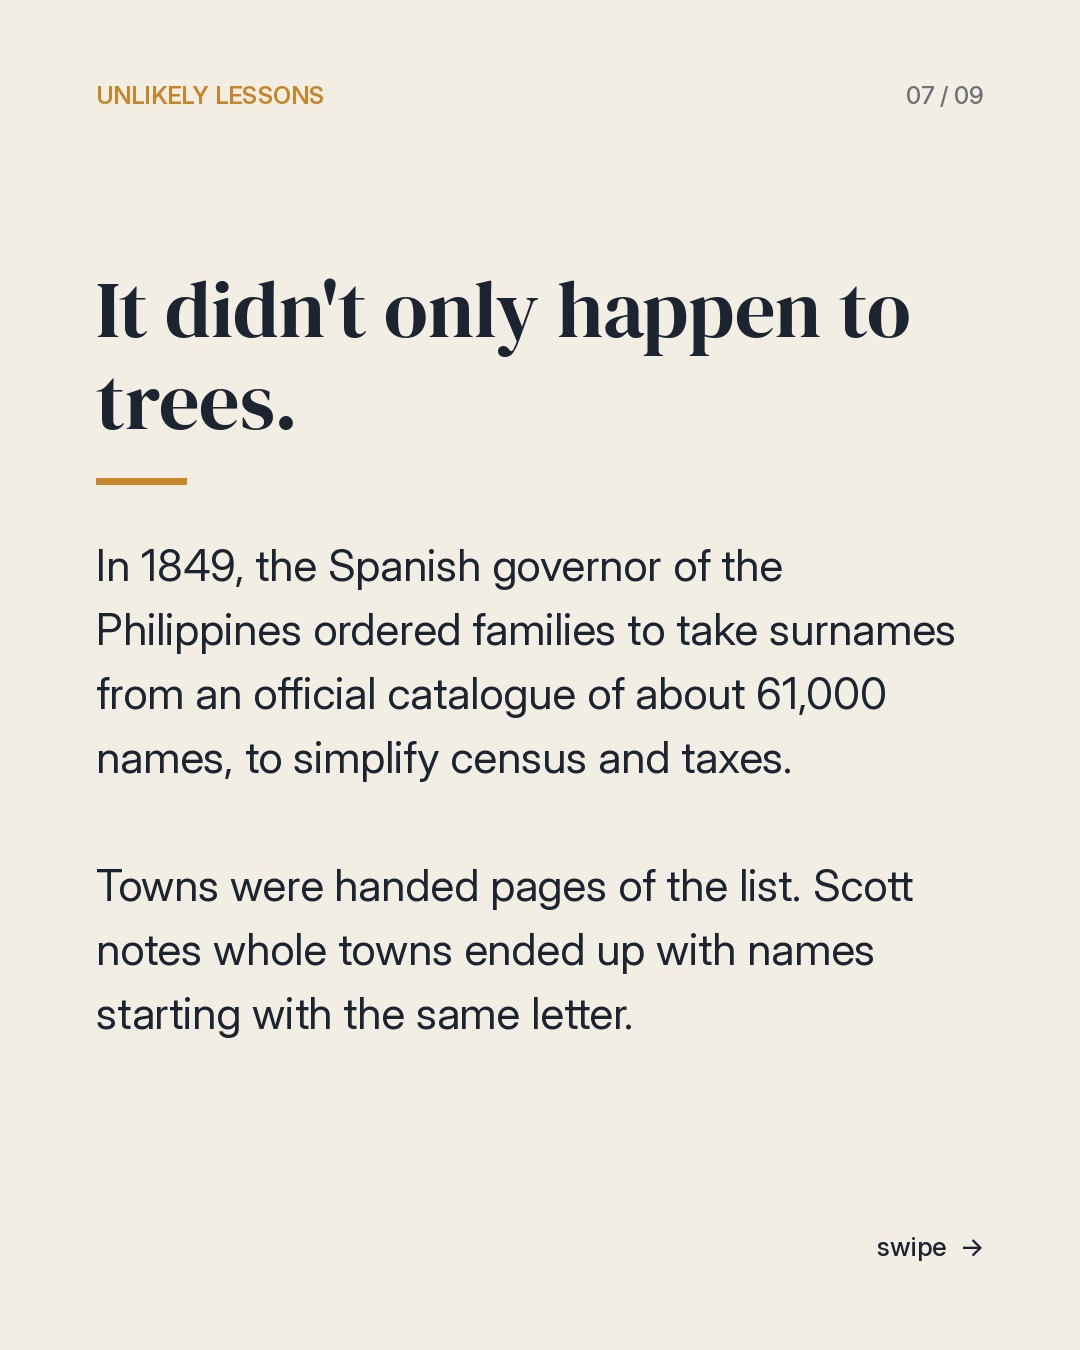 UNLIKELY LESSONS
07 / 09
It didn't only happen to
trees.
In 1849, the Spanish governor of the
Philippines ordered families to take surnames
from an official catalogue of about 61,000
names, to simplify census and taxes.
Towns were handed pages of the list. Scott
notes whole towns ended up with names
starting with the same letter.
swipe →